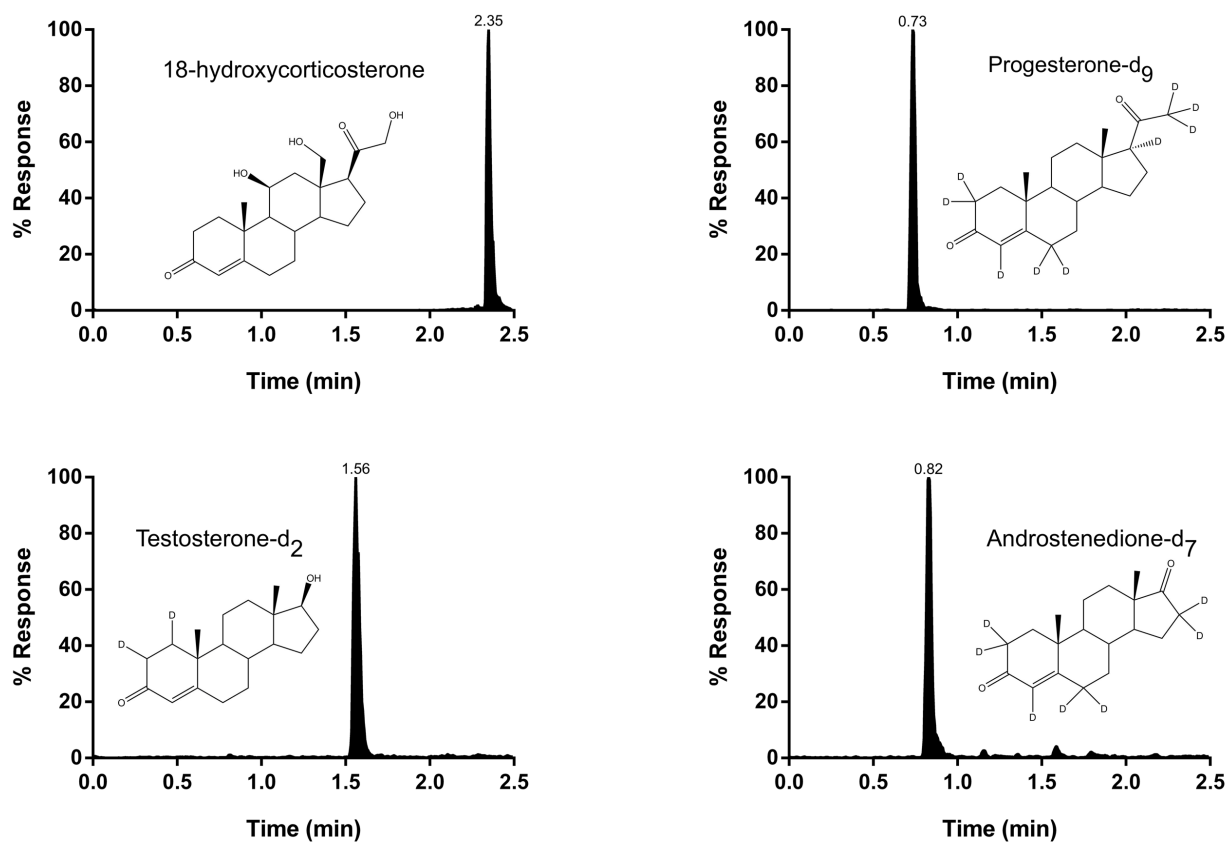 2.35
100
80
60
40
20
0
% Response
18-hydroxycorticosterone
OH
O
HO
HO
O
0.0 0.5 1.0 1.5 2.0 2.5
Time (min)
0.73
100
80
60
40
20
0
% Response
Progesterone-d9
D
O
D
D
D
D
D
O
D
D
D
0.0 0.5 1.0 1.5 2.0 2.5
Time (min)
1.56
100
80
60
40
20
0
% Response
Testosterone-d2
OH
D
D
O
0.0 0.5 1.0 1.5 2.0 2.5
Time (min)
0.82
100
80
60
40
20
0
% Response
Androstenedione-d7
O
D
D
D
D
O
D
D
D
0.0 0.5 1.0 1.5 2.0 2.5
Time (min)